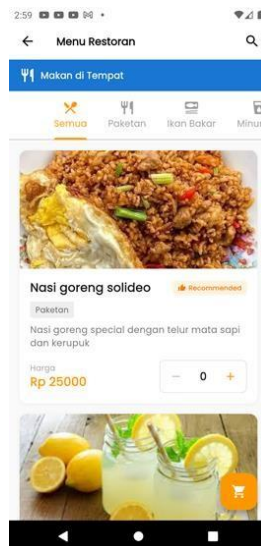 2:59
Menu Restoran
Makan di Tempat
Semua
Paketan
Ikan Bakar
Minu
Nasi goreng solideo
Recommended
Paketan
Nasi goreng special dengan telur mata sapi
dan kerupuk
Harga
Rp 25000
− 0 +